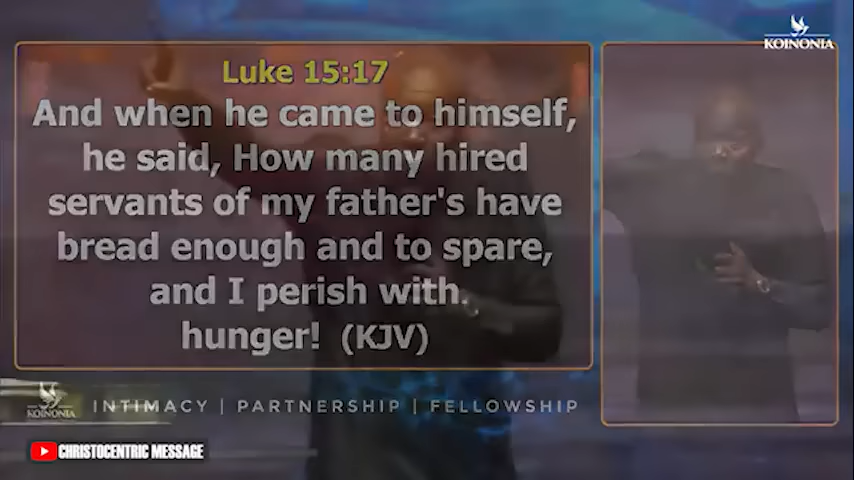 KOINONIA
Luke 15:17
And when he came to himself,
he said, How many hired
servants of my father's have
bread enough and to spare,
and I perish with.
hunger! (KJV)
KOINONIA
INTIMACY | PARTNERSHIP | FELLOWSHIP
CHRISTOCENTRIC MESSAGE